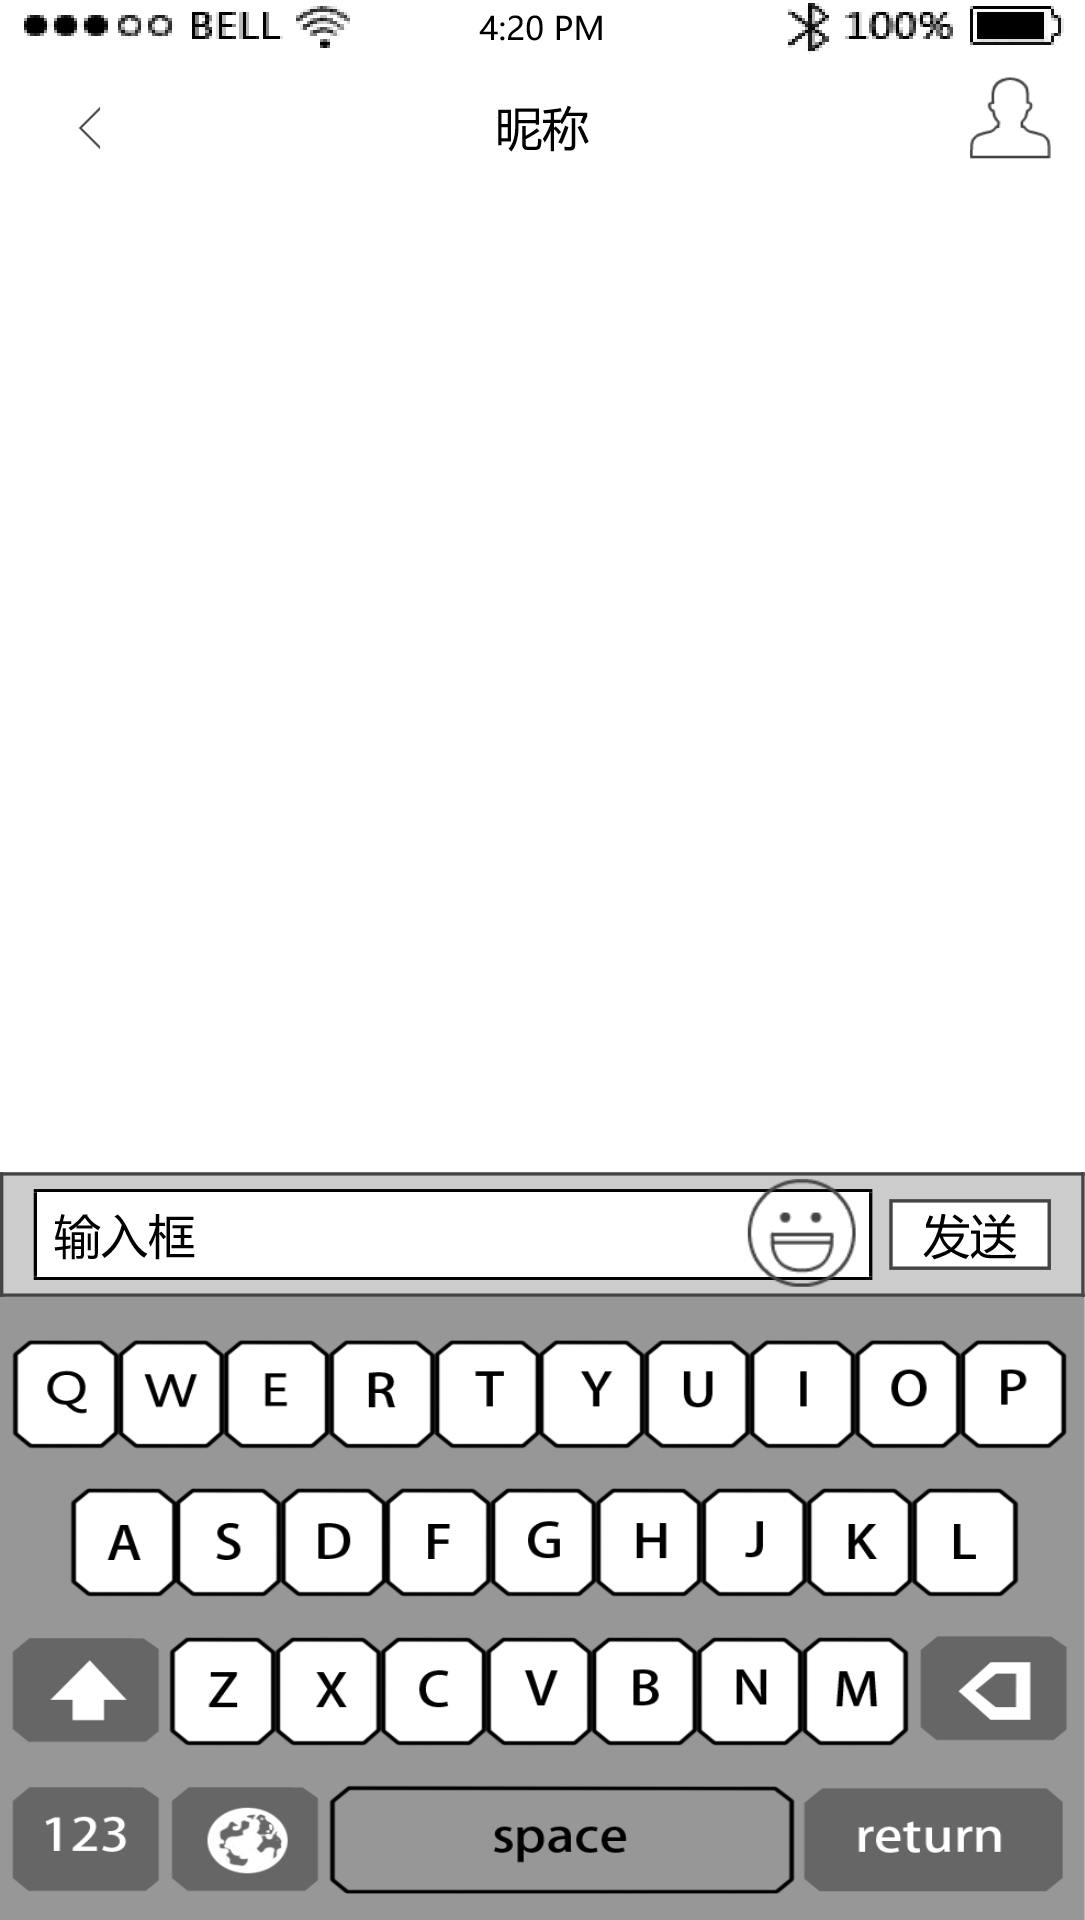 BELL 4:20 PM 100%
昵称
输入框 发送
Q W E R T Y U I O P
A S D F G H J K L
Z X C V B N M
123 space return